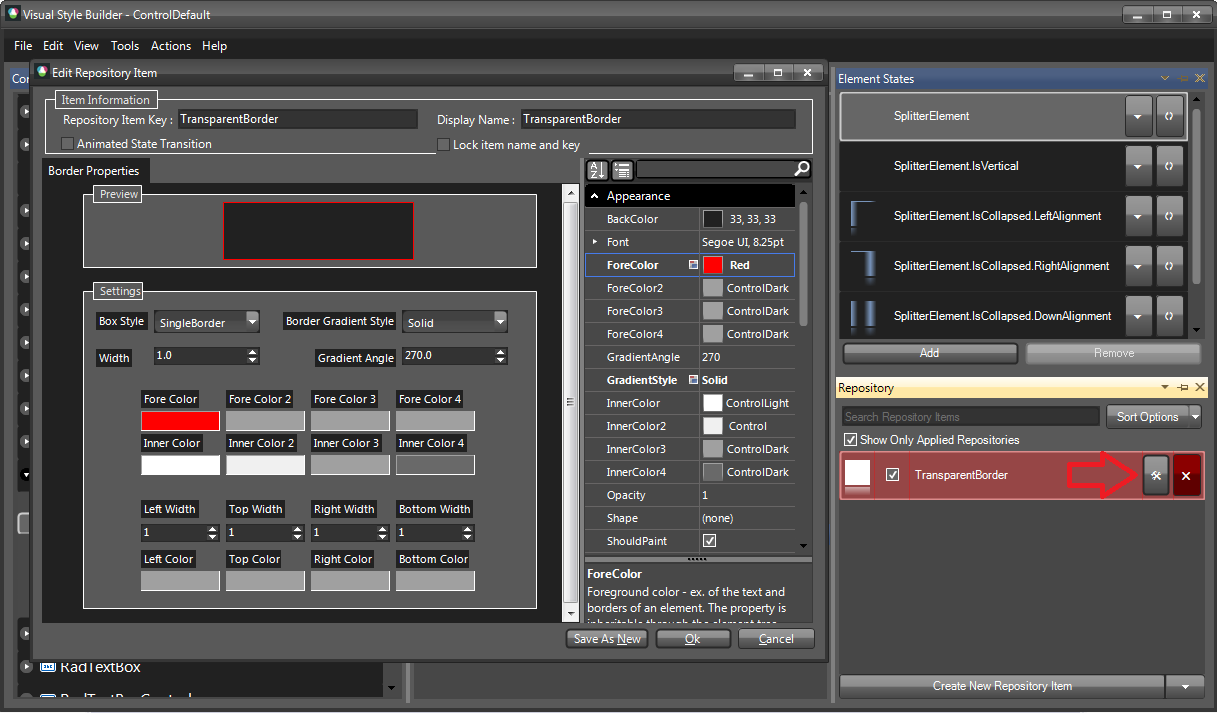 Visual Style Builder - ControlDefault
File Edit View Tools Actions Help
Edit Repository Item
Item Information
Repository Item Key : TransparentBorder Display Name : TransparentBorder
Animated State Transition Lock item name and key
Border Properties
Preview
Settings
Box Style SingleBorder Border Gradient Style Solid
Width 1.0 Gradient Angle 270.0
Fore Color Fore Color 2 Fore Color 3 Fore Color 4
Inner Color Inner Color 2 Inner Color 3 Inner Color 4
Left Width Top Width Right Width Bottom Width
1 1 1 1
Left Color Top Color Right Color Bottom Color
Appearance
BackColor 33, 33, 33
Font Segoe UI, 8.25pt
ForeColor Red
ForeColor2 ControlDark
ForeColor3 ControlDark
ForeColor4 ControlDark
GradientAngle 270
GradientStyle Solid
InnerColor ControlLight
InnerColor2 Control
InnerColor3 ControlDark
InnerColor4 ControlDark
Opacity 1
Shape (none)
ShouldPaint
ForeColor
Foreground color - ex. of the text and
borders of an element. The property is
inheritable through the element tree.
Save As New Ok Cancel
RadTextBox
RadTextBoxControl
Element States
SplitterElement
SplitterElement.IsVertical
SplitterElement.IsCollapsed.LeftAlignment
SplitterElement.IsCollapsed.RightAlignment
SplitterElement.IsCollapsed.DownAlignment
Add Remove
Repository
Search Repository Items Sort Options
Show Only Applied Repositories
TransparentBorder
Create New Repository Item